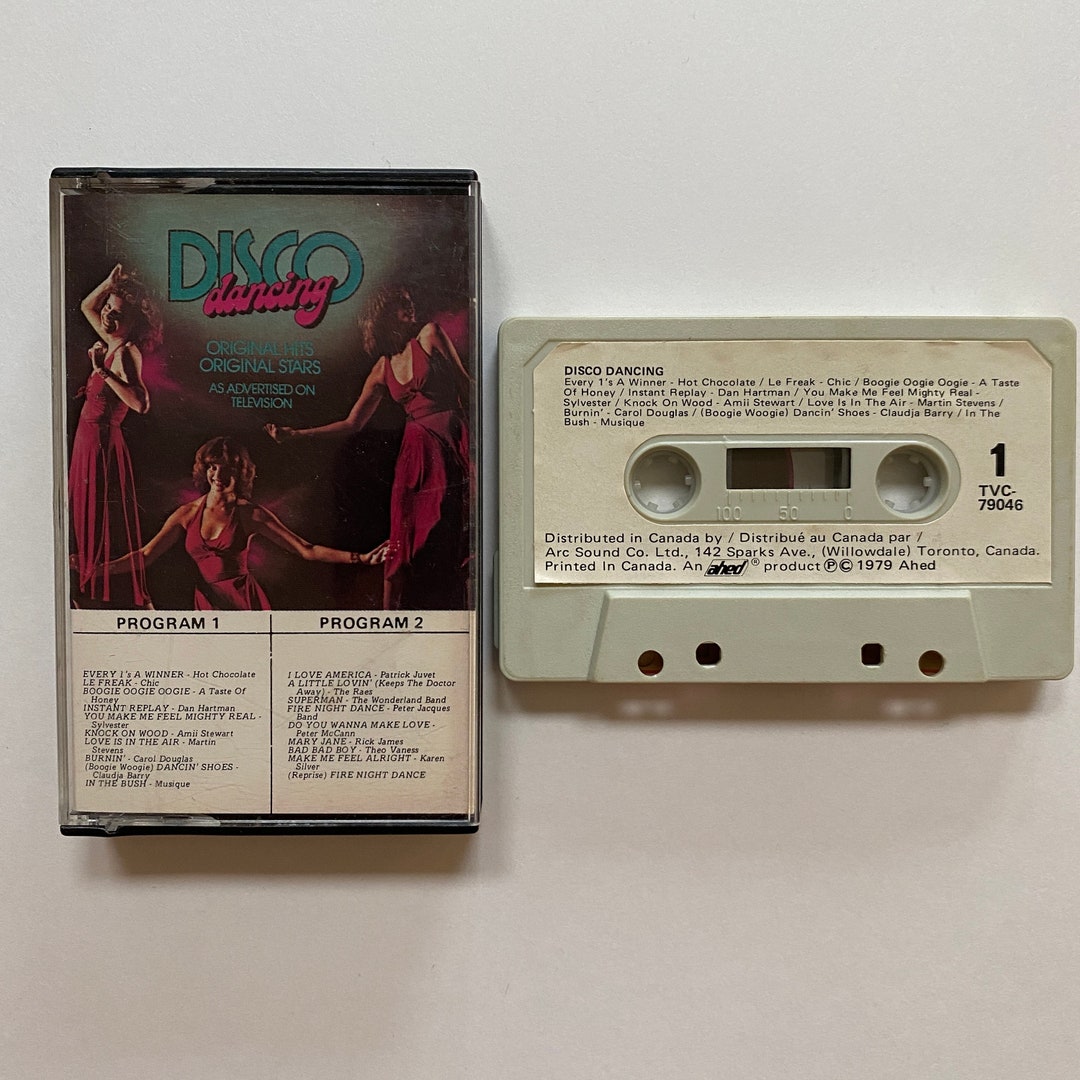 DISCO
dancing
ORIGINAL HITS
ORIGINAL STARS
AS ADVERTISED ON
TELEVISION
PROGRAM 1
EVERY 1's A WINNER - Hot Chocolate
LE FREAK - Chic
BOOGIE OOGIE OOGIE - A Taste Of
Honey
INSTANT REPLAY - Dan Hartman
YOU MAKE ME FEEL MIGHTY REAL -
Sylvester
KNOCK ON WOOD - Amii Stewart
LOVE IS IN THE AIR - Martin
Stevens
BURNIN' - Carol Douglas
(Boogie Woogie) DANCIN' SHOES -
Claudja Barry
IN THE BUSH - Musique
PROGRAM 2
I LOVE AMERICA - Patrick Juvet
A LITTLE LOVIN' (Keeps The Doctor
Away) - The Raes
SUPERMAN - The Wonderland Band
FIRE NIGHT DANCE - Peter Jacques
Band
DO YOU WANNA MAKE LOVE -
Peter McCann
MARY JANE - Rick James
BAD BAD BOY - Theo Vaness
MAKE ME FEEL ALRIGHT - Karen
Silver
(Reprise) FIRE NIGHT DANCE
DISCO DANCING
Every 1's A Winner - Hot Chocolate / Le Freak - Chic / Boogie Oogie Oogie - A Taste
Of Honey / Instant Replay - Dan Hartman / You Make Me Feel Mighty Real -
Sylvester / Knock On Wood - Amii Stewart / Love Is In The Air - Martin Stevens /
Burnin' - Carol Douglas / (Boogie Woogie) Dancin' Shoes - Claudja Barry / In The
Bush - Musique
1
TVC-
79046
100 50 0
Distributed in Canada by / Distribué au Canada par /
Arc Sound Co. Ltd., 142 Sparks Ave., (Willowdale) Toronto, Canada.
Printed In Canada. An ahed ® product ℗ © 1979 Ahed